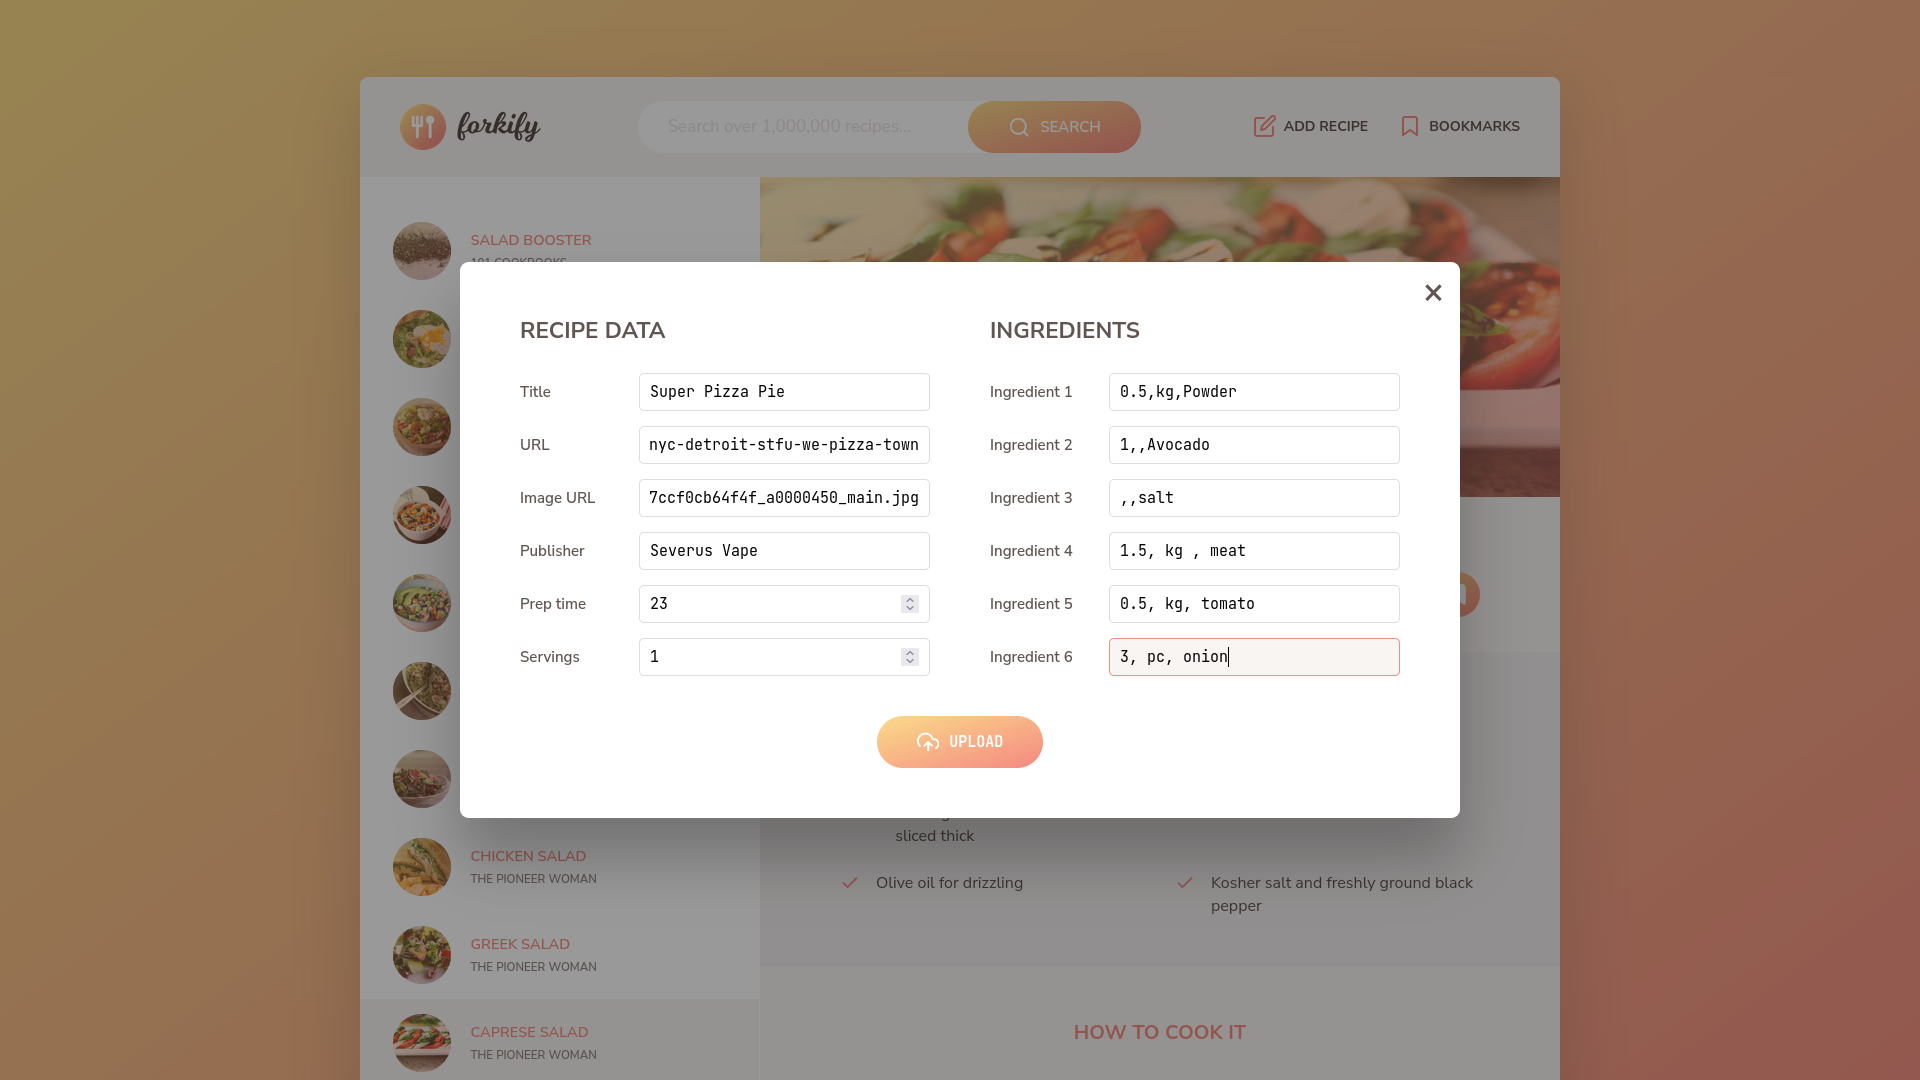 forkify
Search over 1,000,000 recipes...
SEARCH
ADD RECIPE
BOOKMARKS
SALAD BOOSTER
101 COOKBOOKS
RECIPE DATA
Title
Super Pizza Pie
URL
nyc-detroit-stfu-we-pizza-town
Image URL
7ccf0cb64f4f_a0000450_main.jpg
Publisher
Severus Vape
Prep time
23
Servings
1
INGREDIENTS
Ingredient 1
0.5,kg,Powder
Ingredient 2
1,,Avocado
Ingredient 3
,,salt
Ingredient 4
1.5, kg , meat
Ingredient 5
0.5, kg, tomato
Ingredient 6
3, pc, onion
UPLOAD
CHICKEN SALAD
THE PIONEER WOMAN
GREEK SALAD
THE PIONEER WOMAN
CAPRESE SALAD
THE PIONEER WOMAN
sliced thick
Olive oil for drizzling
Kosher salt and freshly ground black
pepper
HOW TO COOK IT